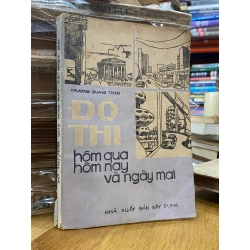 TRƯƠNG QUANG THAO
ĐÔ
THỊ
hôm qua
hôm nay
và ngày mai
NHÀ XUẤT BẢN XÂY DỰNG